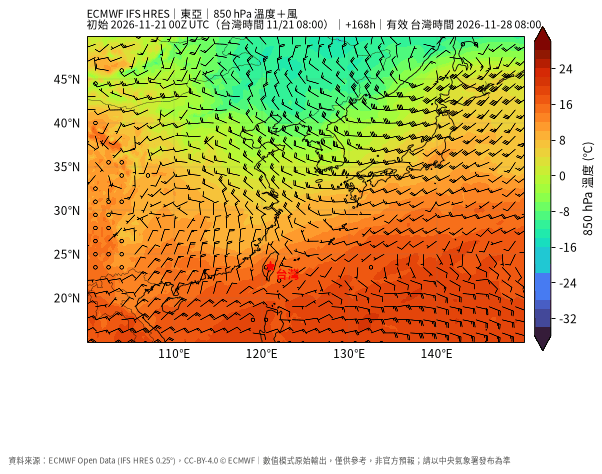 ECMWF IFS HRES｜東亞｜850 hPa 溫度＋風
初始 2026-11-21 00Z UTC（台灣時間 11/21 08:00）｜+168h｜有效 台灣時間 2026-11-28 08:00
45°N
40°N
35°N
30°N
25°N
20°N
110°E
120°E
130°E
140°E
台灣
24
16
8
0
-8
-16
-24
-32
850 hPa 溫度 (°C)
資料來源：ECMWF Open Data (IFS HRES 0.25°)・CC-BY-4.0 © ECMWF｜數值模式原始輸出，僅供參考，非官方預報；請以中央氣象署發布為準